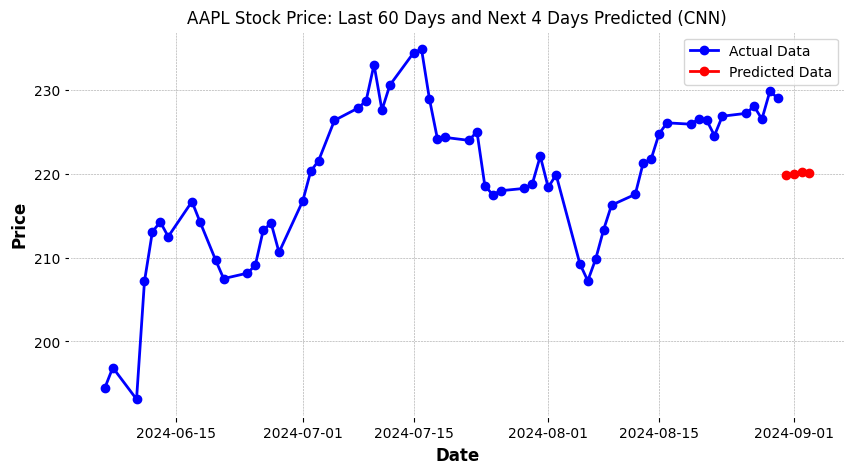 AAPL Stock Price: Last 60 Days and Next 4 Days Predicted (CNN)
Actual Data
Predicted Data
230
220
210
200
Price
2024-06-15
2024-07-01
2024-07-15
2024-08-01
2024-08-15
2024-09-01
Date